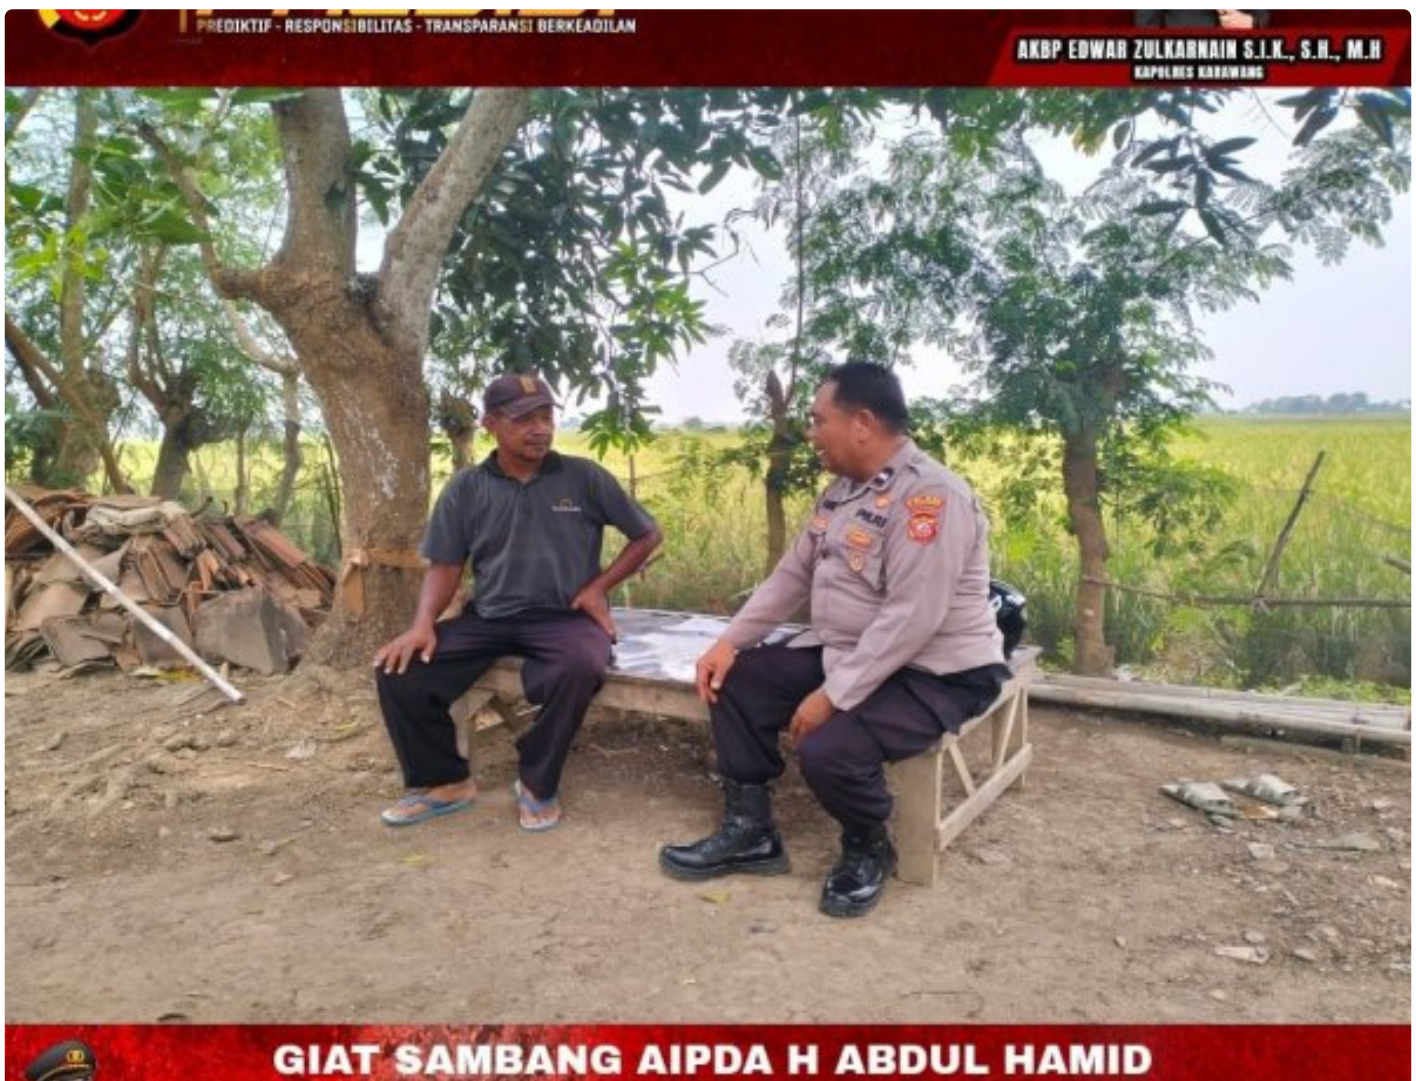 PREDIKTIF - RESPONSIBILITAS - TRANSPARANSI BERKEADILAN
AKBP EDWAR ZULKARNAIN S.I.K., S.H., M.H
KAPOLRES KARAWANG
GIAT SAMBANG AIPDA H ABDUL HAMID